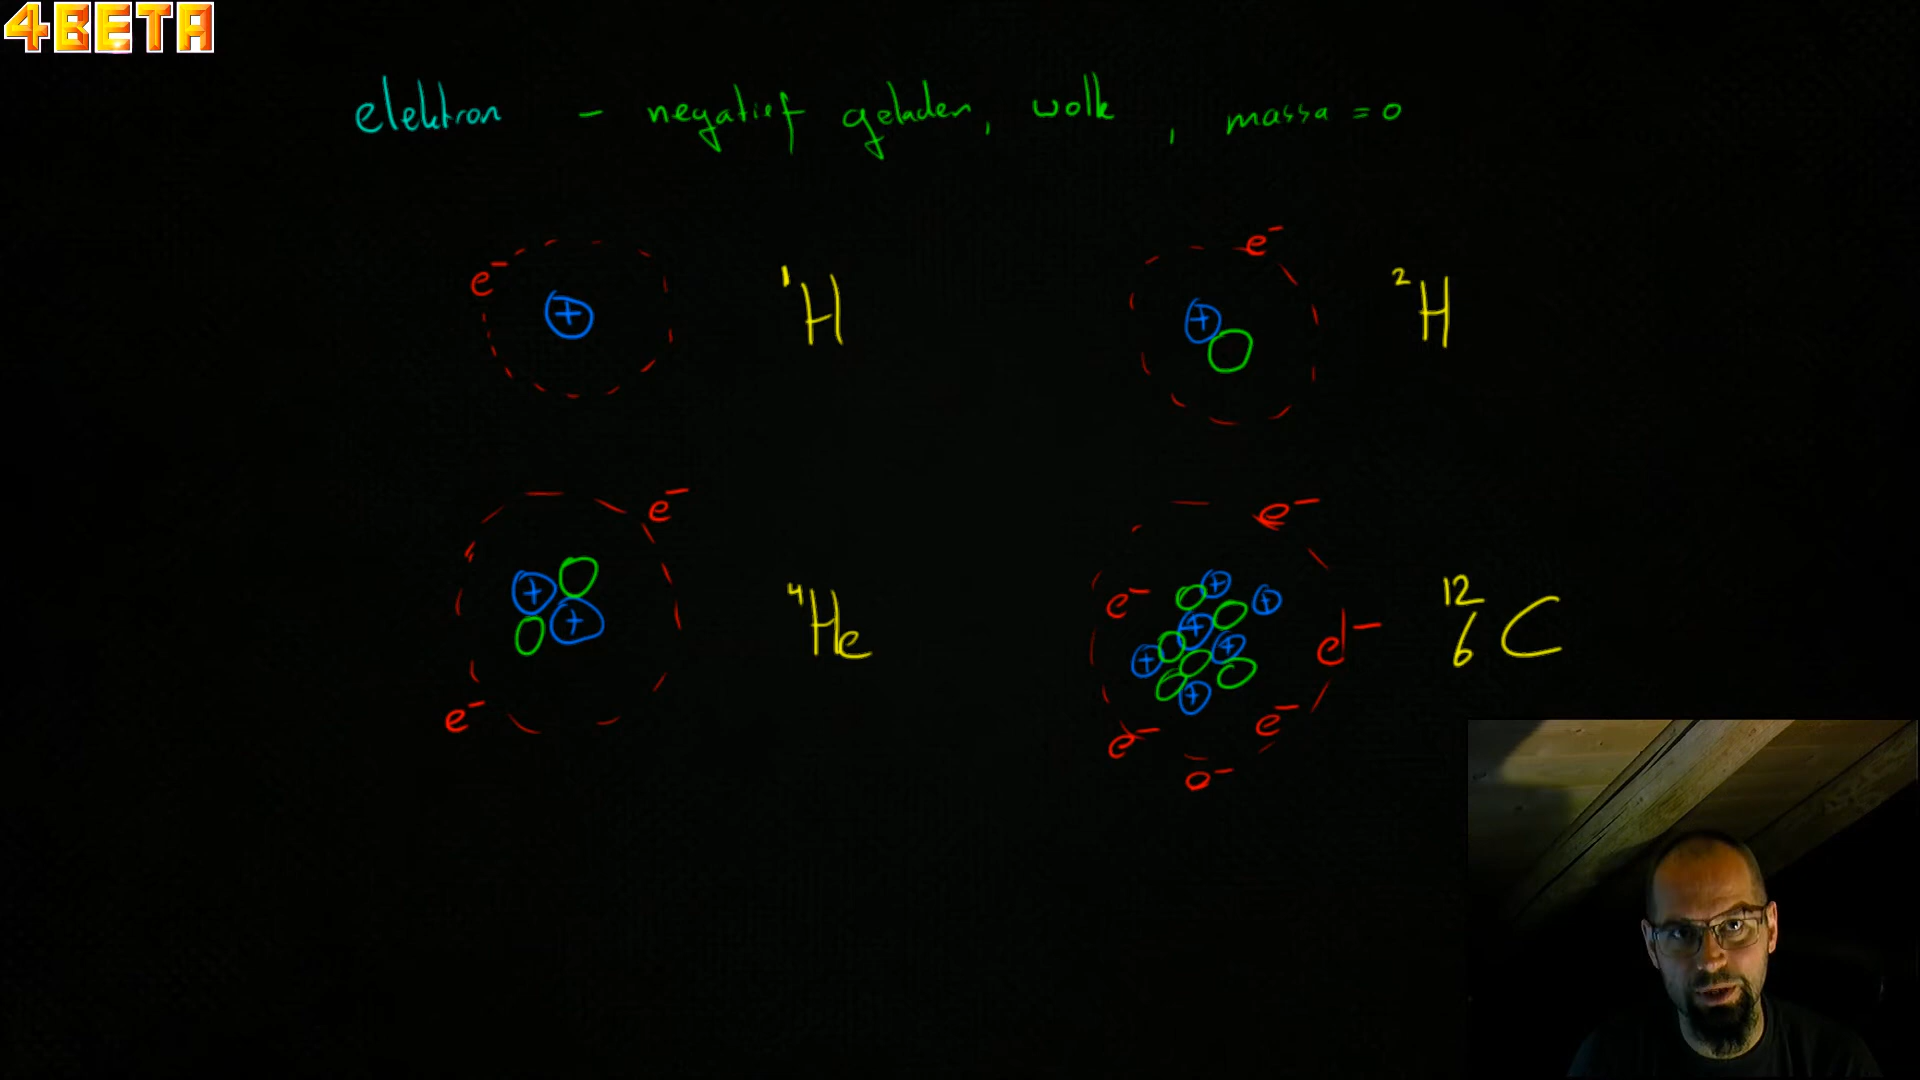 4BETA
elektron - negatief geladen, wolk, massa = 0
e⁻ + ¹H
e⁻ + ²H
e⁻ + + e⁻ ⁴He
e⁻ e⁻ + + + + + + e⁻ e⁻ e⁻ e⁻ ¹²₆C